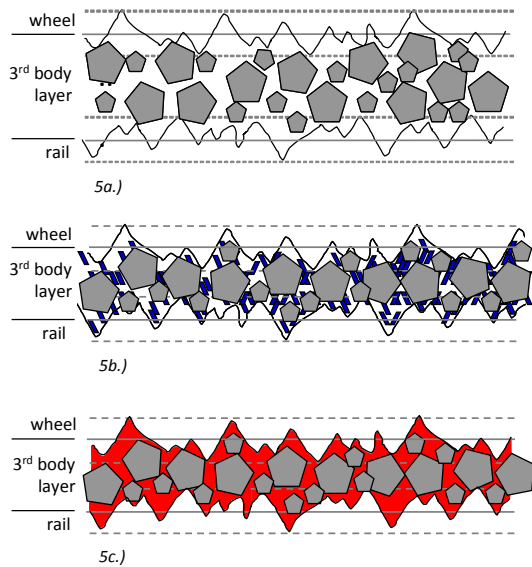 wheel
3rd body
layer
rail
5a.)
wheel
3rd body
layer
rail
5b.)
wheel
3rd body
layer
rail
5c.)